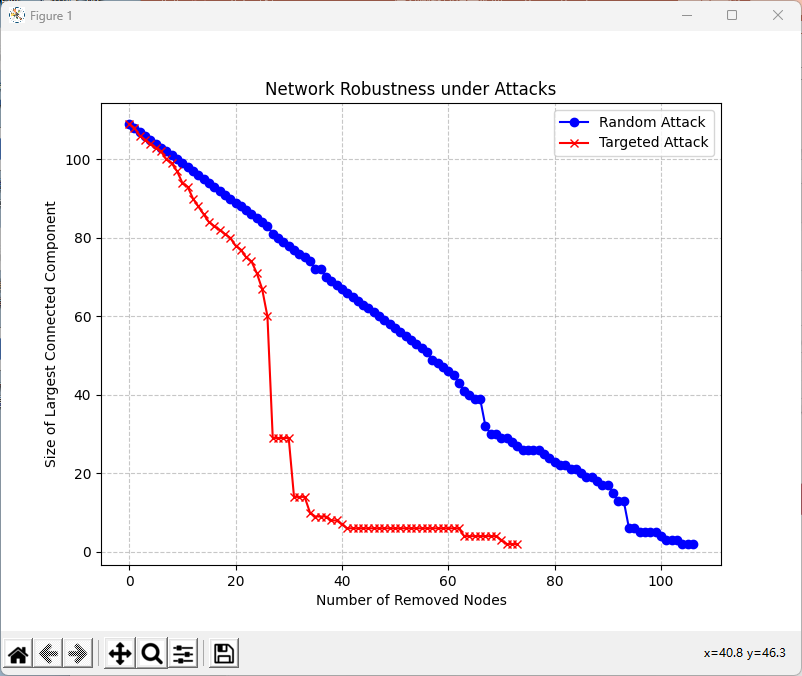 Figure 1
Network Robustness under Attacks
Random Attack
Targeted Attack
Size of Largest Connected Component
100
80
60
40
20
0
0 20 40 60 80 100
Number of Removed Nodes
x=40.8 y=46.3